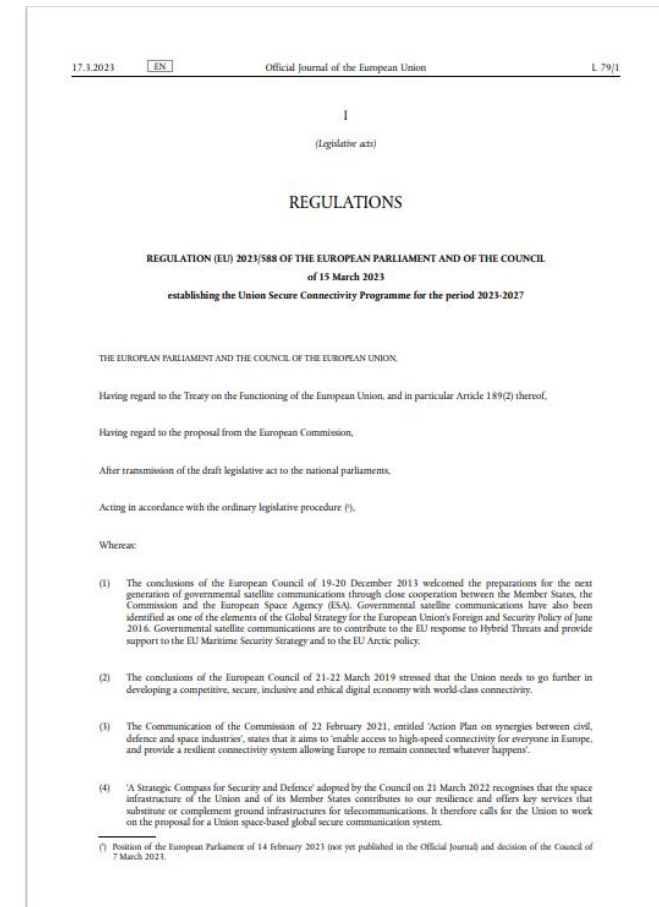 17.3.2023 EN Official Journal of the European Union L 79/1
I
(Legislative acts)
REGULATIONS
REGULATION (EU) 2023/588 OF THE EUROPEAN PARLIAMENT AND OF THE COUNCIL
of 15 March 2023
establishing the Union Secure Connectivity Programme for the period 2023-2027
THE EUROPEAN PARLIAMENT AND THE COUNCIL OF THE EUROPEAN UNION,
Having regard to the Treaty on the Functioning of the European Union, and in particular Article 189(2) thereof,
Having regard to the proposal from the European Commission,
After transmission of the draft legislative act to the national parliaments,
Acting in accordance with the ordinary legislative procedure (¹),
Whereas:
(1) The conclusions of the European Council of 19-20 December 2013 welcomed the preparations for the next
generation of governmental satellite communications through close cooperation between the Member States, the
Commission and the European Space Agency (ESA). Governmental satellite communications have also been
identified as one of the elements of the Global Strategy for the European Union's Foreign and Security Policy of June
2016. Governmental satellite communications are to contribute to the EU response to Hybrid Threats and provide
support to the EU Maritime Security Strategy and to the EU Arctic policy.
(2) The conclusions of the European Council of 21-22 March 2019 stressed that the Union needs to go further in
developing a competitive, secure, inclusive and ethical digital economy with world-class connectivity.
(3) The Communication of the Commission of 22 February 2021, entitled 'Action Plan on synergies between civil,
defence and space industries', states that it aims to 'enable access to high-speed connectivity for everyone in Europe,
and provide a resilient connectivity system allowing Europe to remain connected whatever happens'.
(4) 'A Strategic Compass for Security and Defence' adopted by the Council on 21 March 2022 recognises that the space
infrastructure of the Union and of its Member States contributes to our resilience and offers key services that
substitute or complement ground infrastructures for telecommunications. It therefore calls for the Union to work
on the proposal for a Union space-based global secure communication system.
(¹) Position of the European Parliament of 14 February 2023 (not yet published in the Official Journal) and decision of the Council of
7 March 2023.